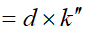 = d × k″